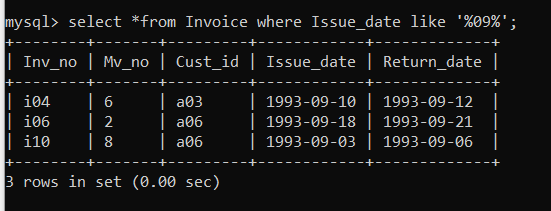 mysql> select *from Invoice where Issue_date like '%09%';
+--------+-------+---------+------------+-------------+
| Inv_no | Mv_no | Cust_id | Issue_date | Return_date |
+--------+-------+---------+------------+-------------+
| i04    | 6     | a03     | 1993-09-10 | 1993-09-12  |
| i06    | 2     | a06     | 1993-09-18 | 1993-09-21  |
| i10    | 8     | a06     | 1993-09-03 | 1993-09-06  |
+--------+-------+---------+------------+-------------+
3 rows in set (0.00 sec)